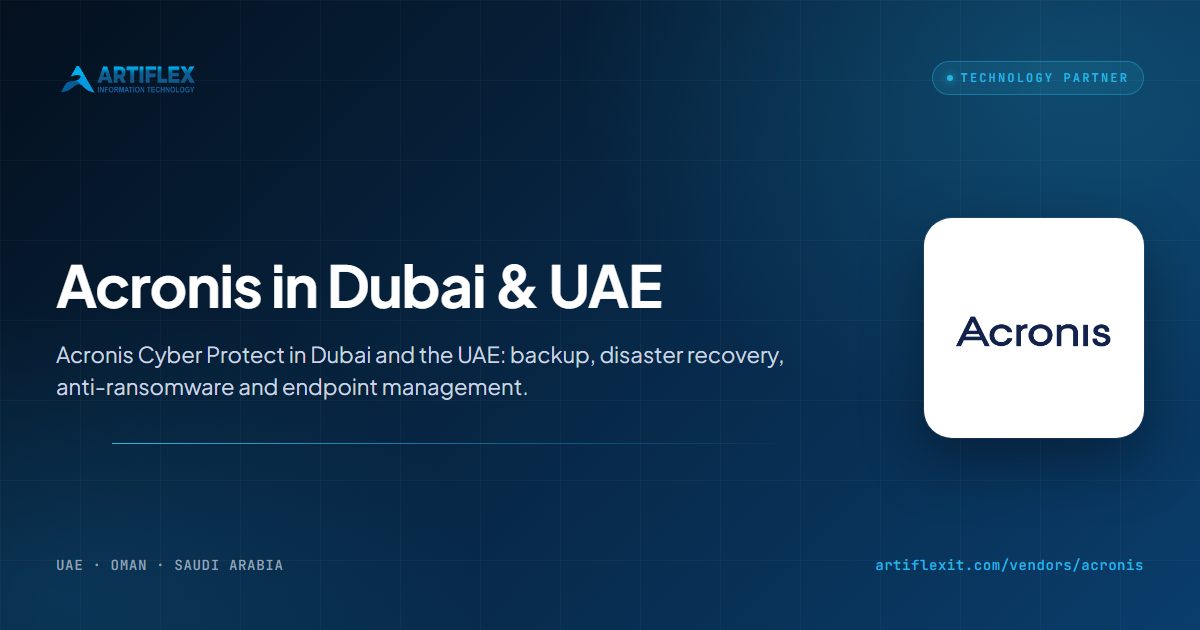 ARTIFLEX
INFORMATION TECHNOLOGY
TECHNOLOGY PARTNER
Acronis in Dubai & UAE
Acronis Cyber Protect in Dubai and the UAE: backup, disaster recovery,
anti-ransomware and endpoint management.
Acronis
UAE · OMAN · SAUDI ARABIA
artiflexit.com/vendors/acronis